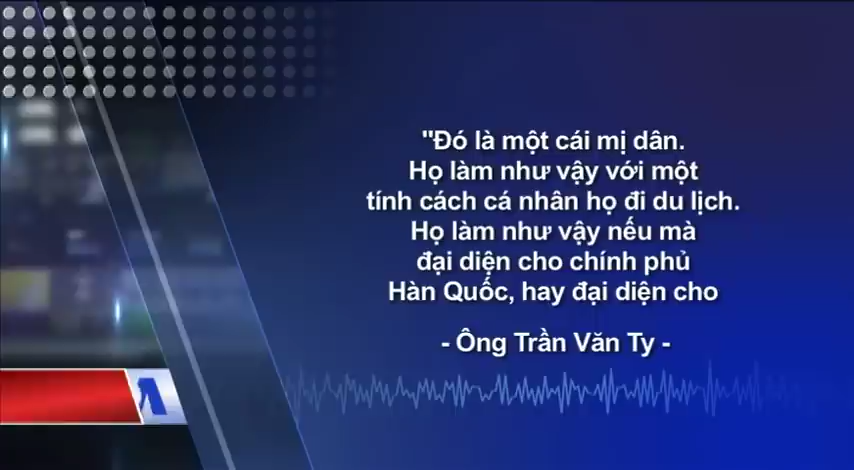 "Đó là một cái mị dân.
Họ làm như vậy với một
tính cách cá nhân họ đi du lịch.
Họ làm như vậy nếu mà
đại diện cho chính phủ
Hàn Quốc, hay đại diện cho
- Ông Trần Văn Ty -